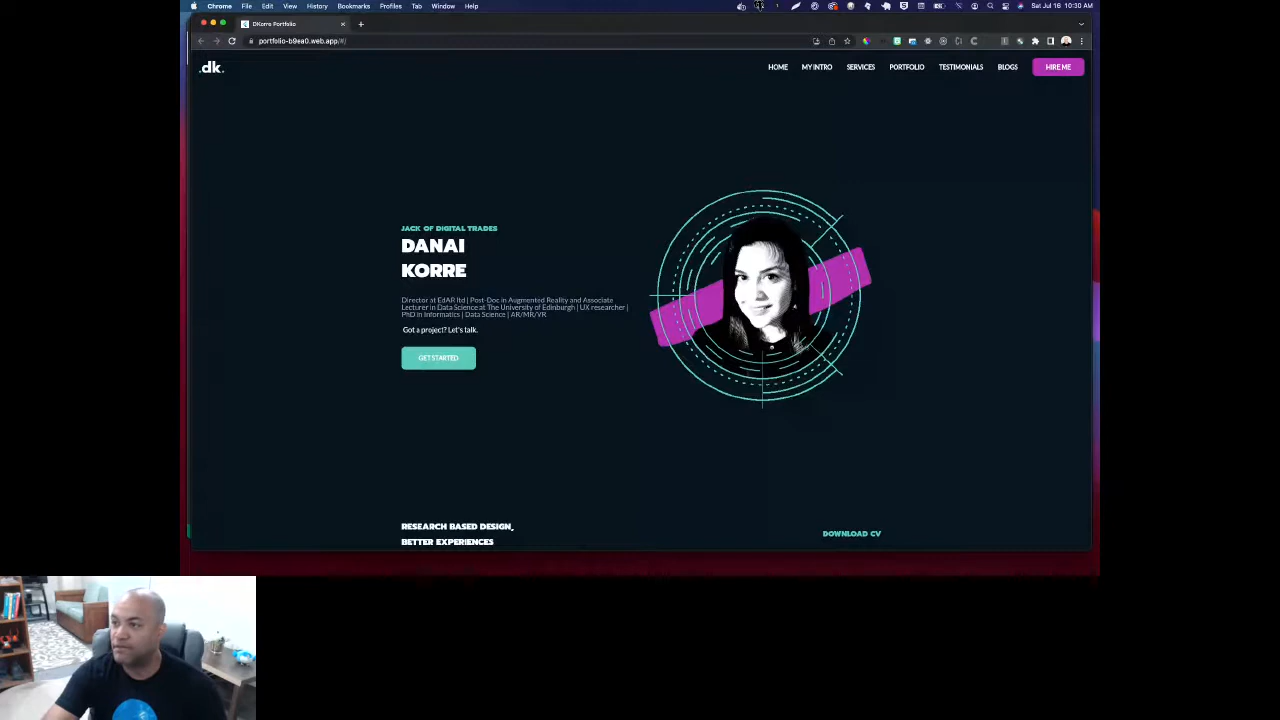 Chrome File Edit View History Bookmarks Profiles Tab Window Help
Sat Jul 16 10:30 AM
DKorre Portfolio
portfolio-b9ea0.web.app/#/
.dk.
HOME MY INTRO SERVICES PORTFOLIO TESTIMONIALS BLOGS HIRE ME
JACK OF DIGITAL TRADES
DANAI
KORRE
Director at EdAR ltd | Post-Doc in Augmented Reality and Associate
Lecturer in Data Science at The University of Edinburgh | UX researcher |
PhD in Informatics | Data Science | AR/MR/VR
Got a project? Let's talk.
GET STARTED
RESEARCH BASED DESIGN,
BETTER EXPERIENCES
DOWNLOAD CV